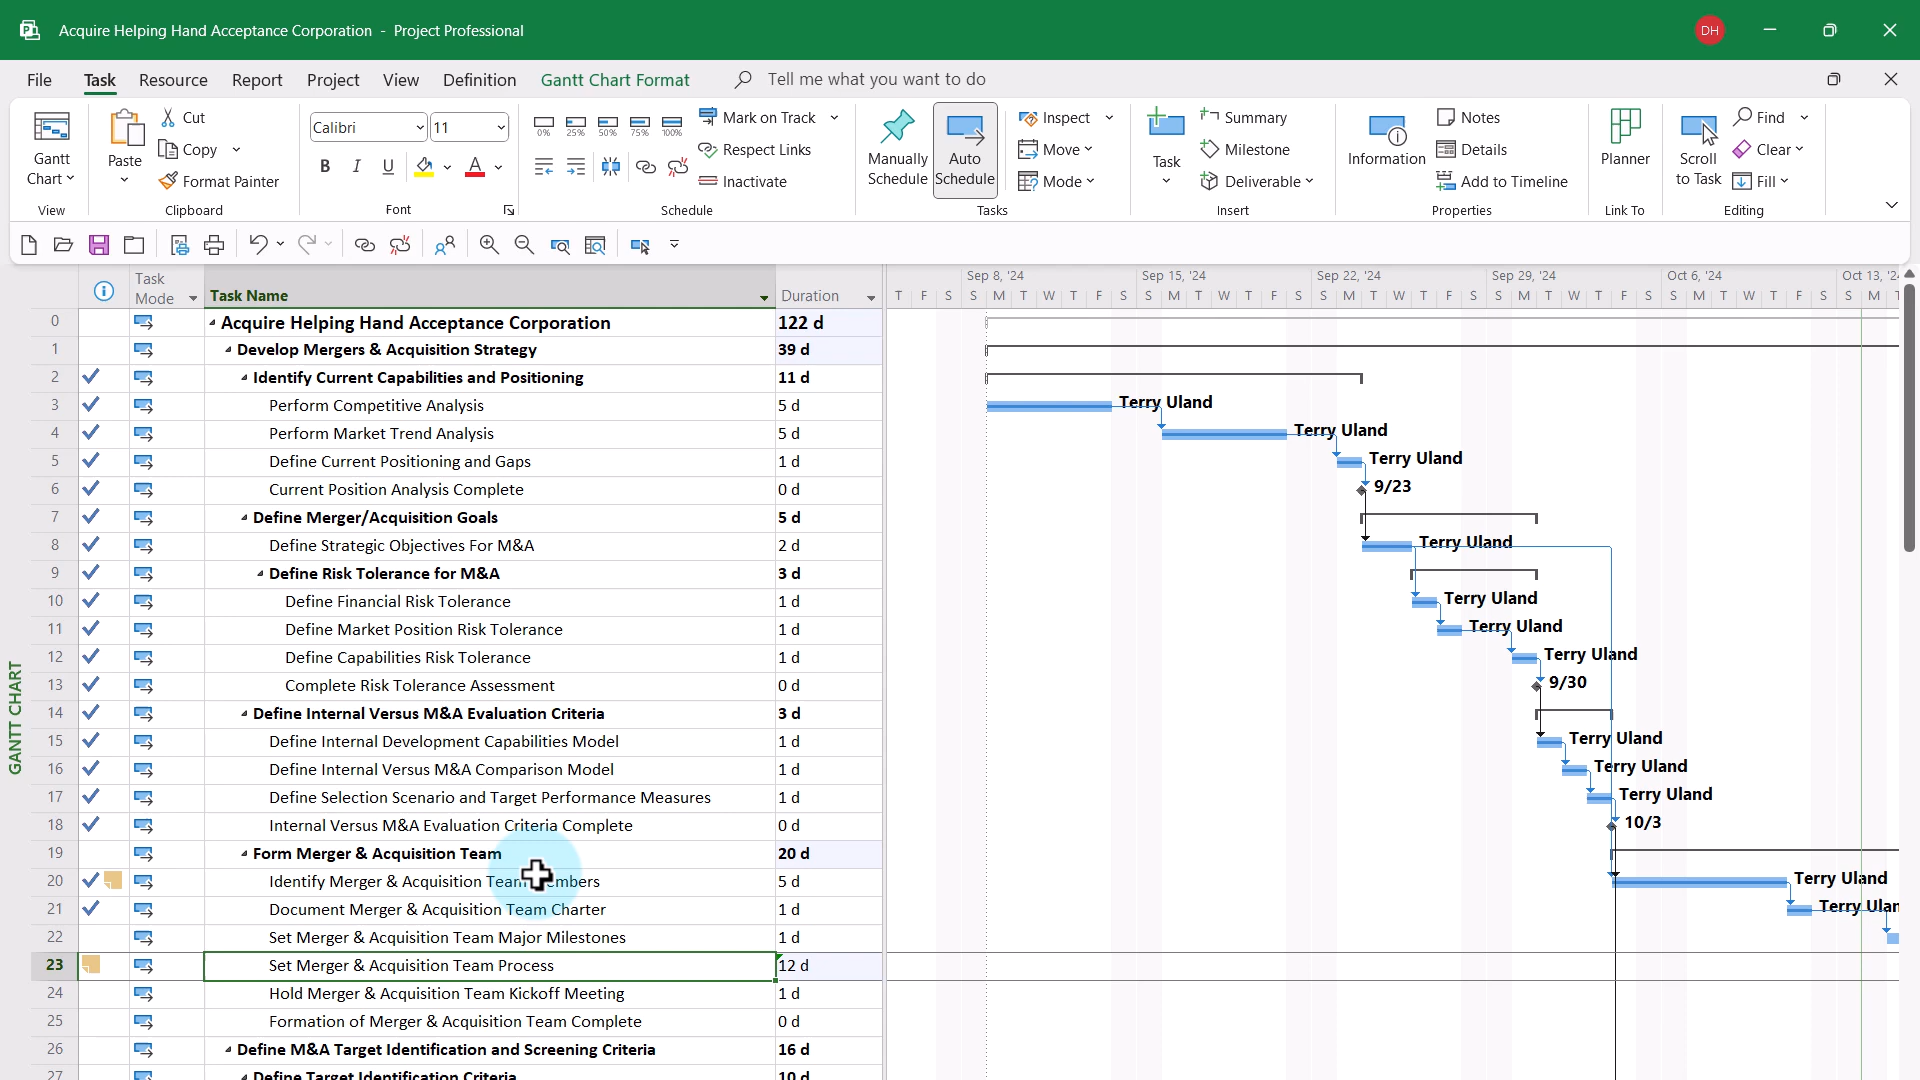 Acquire Helping Hand Acceptance Corporation - Project Professional
DH
File Task Resource Report Project View Definition Gantt Chart Format Tell me what you want to do
Gantt Chart
View
Paste
Cut
Copy
Format Painter
Clipboard
Calibri 11
B I U A
Font
0% 25% 50% 75% 100%
Mark on Track
Respect Links
Inactivate
Schedule
Manually Schedule
Auto Schedule
Inspect
Move
Mode
Tasks
Task
Summary
Milestone
Deliverable
Insert
Information
Notes
Details
Add to Timeline
Properties
Planner
Link To
Scroll to Task
Find
Clear
Fill
Editing
Task Mode Task Name Duration
Sep 8, '24 Sep 15, '24 Sep 22, '24 Sep 29, '24 Oct 6, '24 Oct 13, '2
T F S S M T W T F S S M T W T F S S M T W T F S S M T W T F S S M T W T F S S M T
GANTT CHART
0 Acquire Helping Hand Acceptance Corporation 122 d
1 Develop Mergers & Acquisition Strategy 39 d
2 Identify Current Capabilities and Positioning 11 d
3 Perform Competitive Analysis 5 d Terry Uland
4 Perform Market Trend Analysis 5 d Terry Uland
5 Define Current Positioning and Gaps 1 d Terry Uland
6 Current Position Analysis Complete 0 d 9/23
7 Define Merger/Acquisition Goals 5 d
8 Define Strategic Objectives For M&A 2 d Terry Uland
9 Define Risk Tolerance for M&A 3 d
10 Define Financial Risk Tolerance 1 d Terry Uland
11 Define Market Position Risk Tolerance 1 d Terry Uland
12 Define Capabilities Risk Tolerance 1 d Terry Uland
13 Complete Risk Tolerance Assessment 0 d 9/30
14 Define Internal Versus M&A Evaluation Criteria 3 d
15 Define Internal Development Capabilities Model 1 d Terry Uland
16 Define Internal Versus M&A Comparison Model 1 d Terry Uland
17 Define Selection Scenario and Target Performance Measures 1 d Terry Uland
18 Internal Versus M&A Evaluation Criteria Complete 0 d 10/3
19 Form Merger & Acquisition Team 20 d
20 Identify Merger & Acquisition Team Members 5 d Terry Uland
21 Document Merger & Acquisition Team Charter 1 d Terry Ulan
22 Set Merger & Acquisition Team Major Milestones 1 d
23 Set Merger & Acquisition Team Process 12 d
24 Hold Merger & Acquisition Team Kickoff Meeting 1 d
25 Formation of Merger & Acquisition Team Complete 0 d
26 Define M&A Target Identification and Screening Criteria 16 d
27 Define Target Identification Criteria 10 d